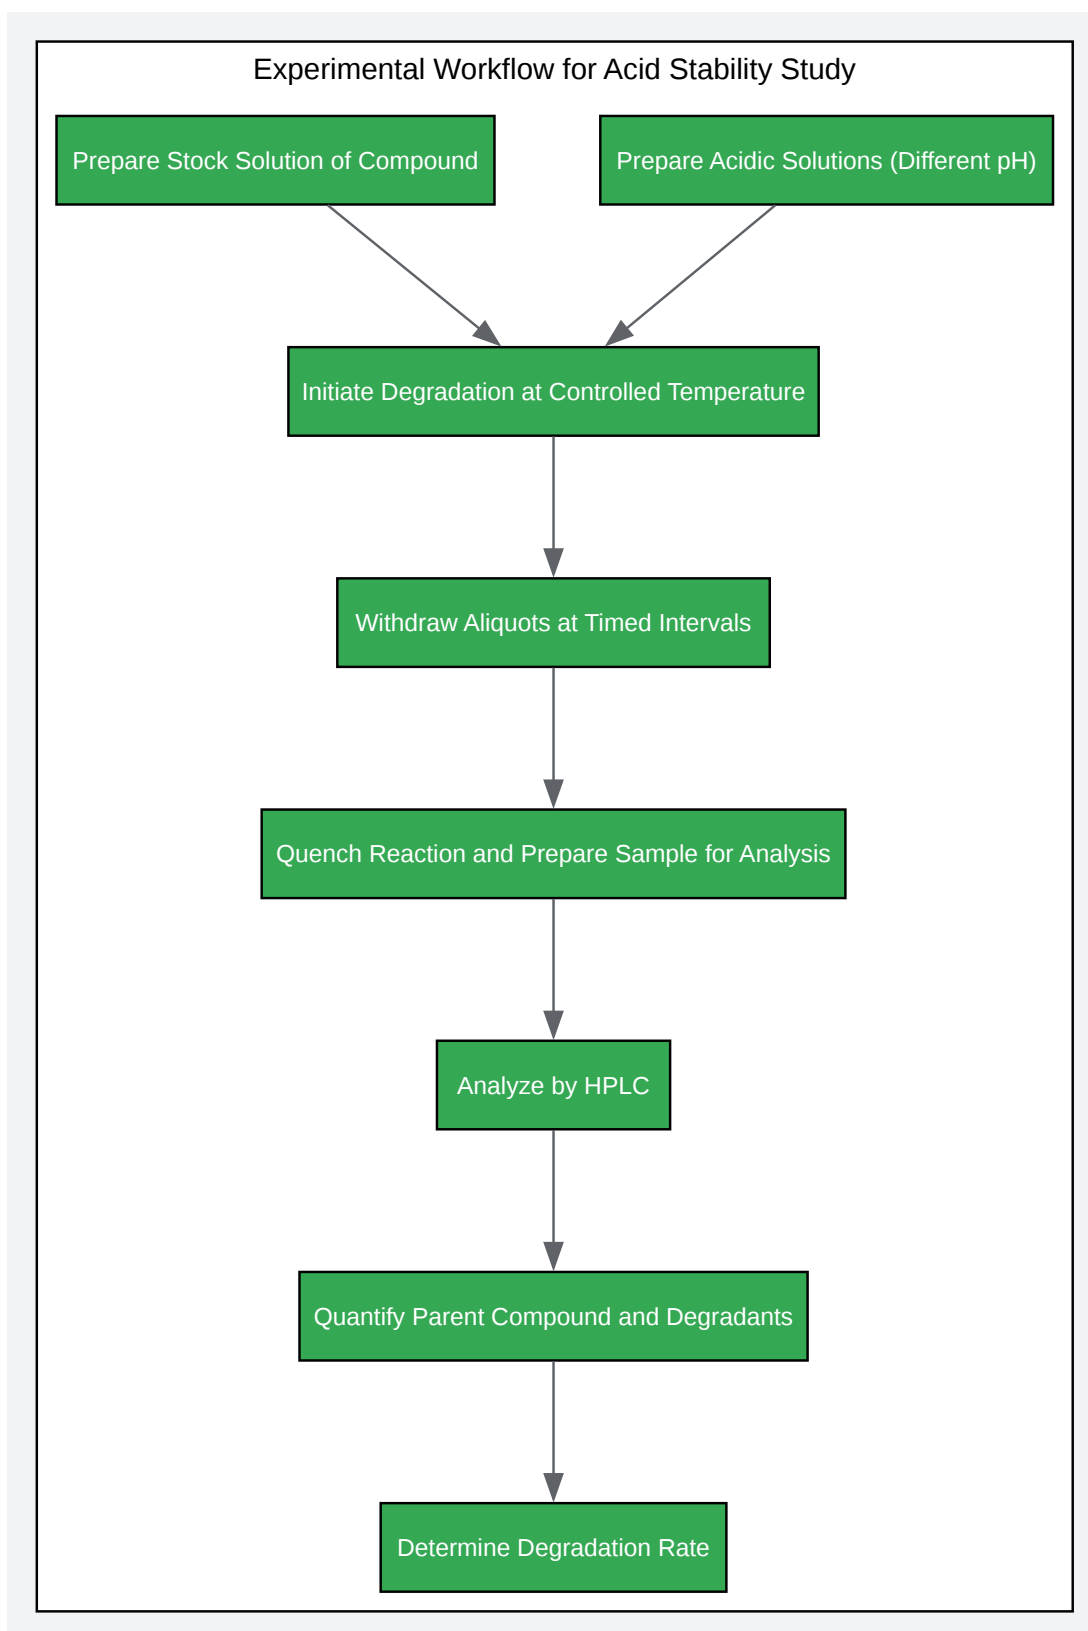 Experimental Workflow for Acid Stability Study
Prepare Stock Solution of Compound
Prepare Acidic Solutions (Different pH)
Initiate Degradation at Controlled Temperature
Withdraw Aliquots at Timed Intervals
Quench Reaction and Prepare Sample for Analysis
Analyze by HPLC
Quantify Parent Compound and Degradants
Determine Degradation Rate